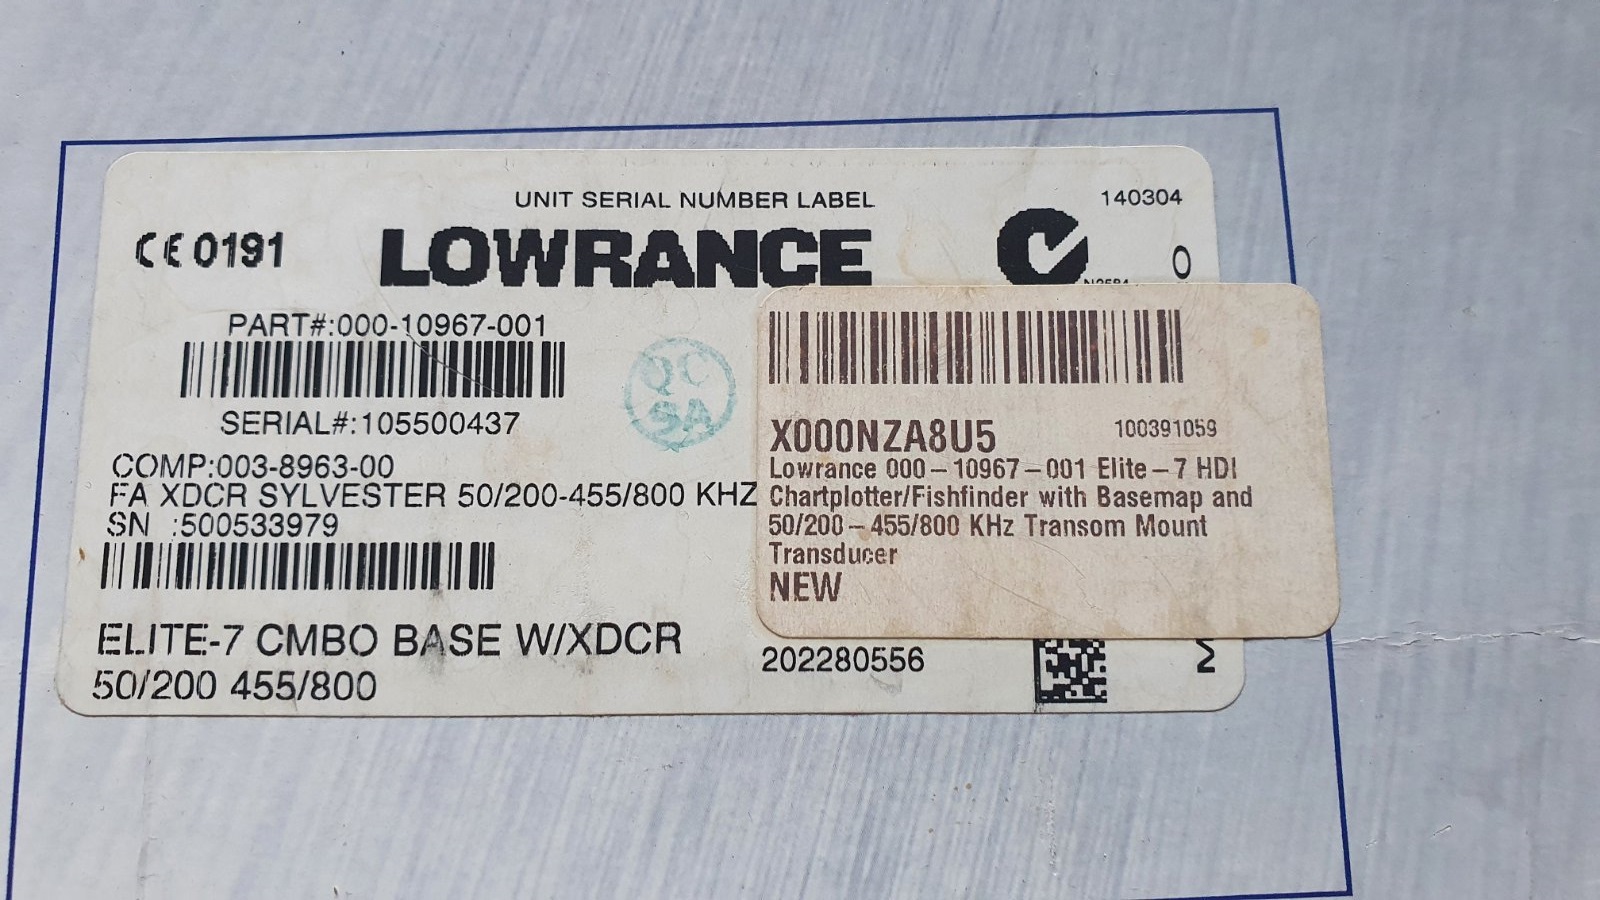 UNIT SERIAL NUMBER LABEL
140304
CE 0191
LOWRANCE
0
PART#:000-10967-001
SERIAL#:105500437
QC
SA
COMP:003-8963-00
FA XDCR SYLVESTER 50/200-455/800 KHZ
SN :500533979
ELITE-7 CMBO BASE W/XDCR
50/200 455/800
202280556
M
X000NZA8U5
100391059
Lowrance 000-10967-001 Elite-7 HDI
Chartplotter/Fishfinder with Basemap and
50/200-455/800 KHz Transom Mount
Transducer
NEW